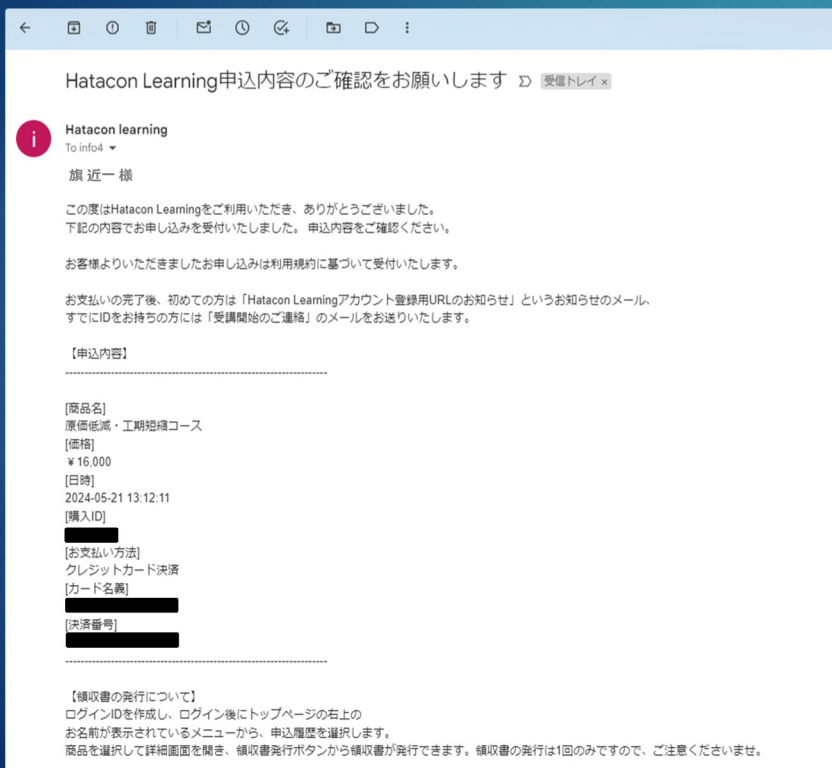 Hatacon Learning申込内容のご確認をお願いします
受信トレイ ×
i
Hatacon learning
To info4
旗 近一 様
この度はHatacon Learningをご利用いただき、ありがとうございました。
下記の内容でお申し込みを受付いたしました。 申込内容をご確認ください。
お客様よりいただきましたお申し込みは利用規約に基づいて受付いたします。
お支払いの完了後、初めての方は「Hatacon Learningアカウント登録用URLのお知らせ」というお知らせのメール、
すでにIDをお持ちの方には「受講開始のご連絡」のメールをお送りいたします。
【申込内容】
--------------------------------------------------------------------
[商品名]
原価低減・工期短縮コース
[価格]
￥16,000
[日時]
2024-05-21 13:12:11
[購入ID]
[お支払い方法]
クレジットカード決済
[カード名義]
[決済番号]
--------------------------------------------------------------------
【領収書の発行について】
ログインIDを作成し、ログイン後にトップページの右上の
お名前が表示されているメニューから、申込履歴を選択します。
商品を選択して詳細画面を開き、領収書発行ボタンから領収書が発行できます。領収書の発行は1回のみですので、ご注意くださいませ。